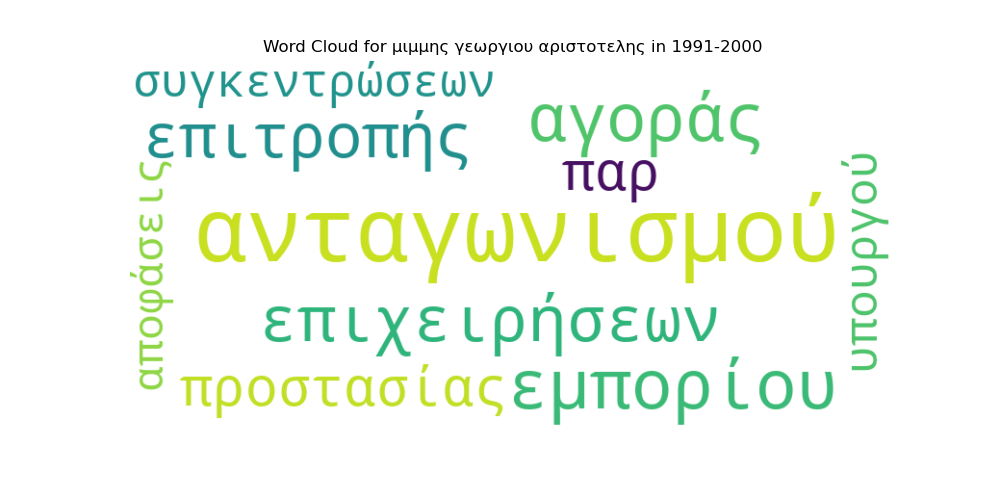 Word Cloud for μιμμης γεωργιου αριστοτελης in 1991-2000
συγκεντρώσεων
αγοράς
επιτροπής
παρ
αποφάσεις
ανταγωνισμού
υπουργού
επιχειρήσεων
προστασίας
εμπορίου